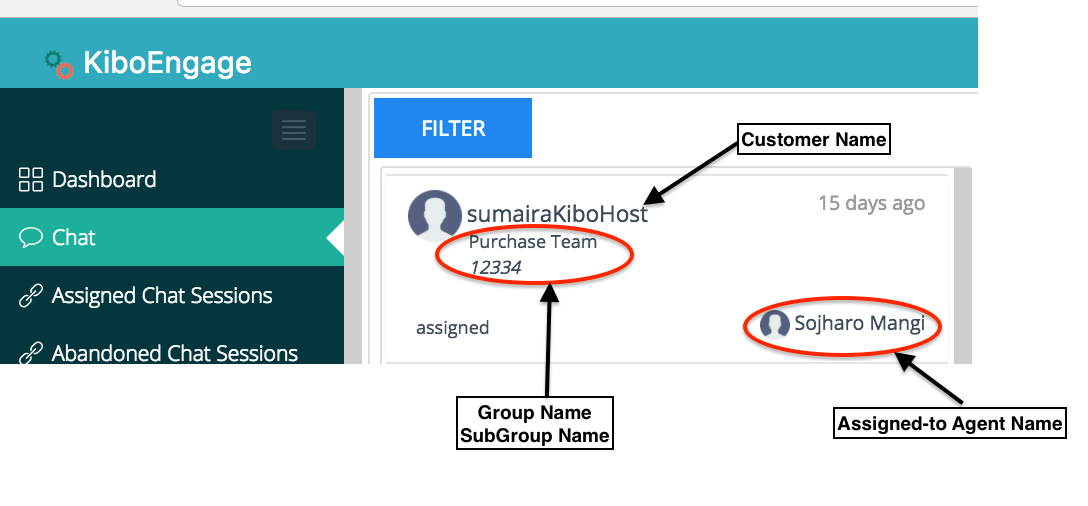 KiboEngage
FILTER
Customer Name
Dashboard
sumairaKiboHost
15 days ago
Chat
Purchase Team
12334
Assigned Chat Sessions
assigned
Sojharo Mangi
Abandoned Chat Sessions
Group Name
SubGroup Name
Assigned-to Agent Name